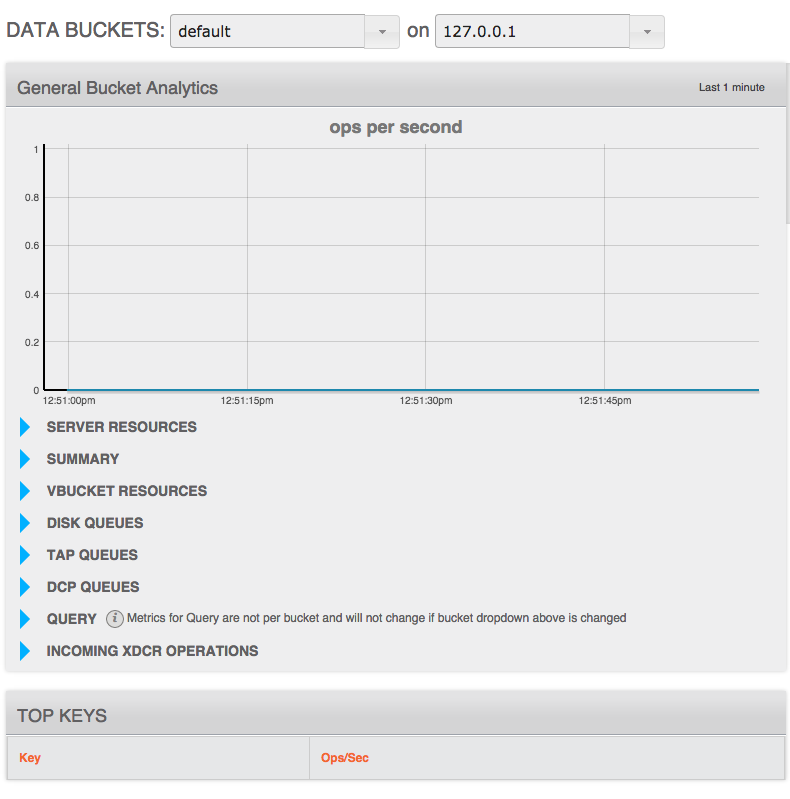 DATA BUCKETS: default on 127.0.0.1
General Bucket Analytics Last 1 minute
ops per second
1
0.8
0.6
0.4
0.2
0
12:51:00pm 12:51:15pm 12:51:30pm 12:51:45pm
SERVER RESOURCES
SUMMARY
VBUCKET RESOURCES
DISK QUEUES
TAP QUEUES
DCP QUEUES
QUERY i Metrics for Query are not per bucket and will not change if bucket dropdown above is changed
INCOMING XDCR OPERATIONS
TOP KEYS
Key Ops/Sec